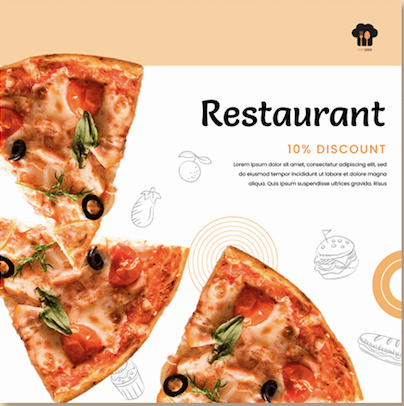 Restaurant
10% DISCOUNT
Lorem ipsum dolor sit amet, consectetur adipiscing elit, sed
do eiusmod tempor incididunt ut labore et dolore magna
aliqua. Quis ipsum suspendisse ultrices gravida. Risus